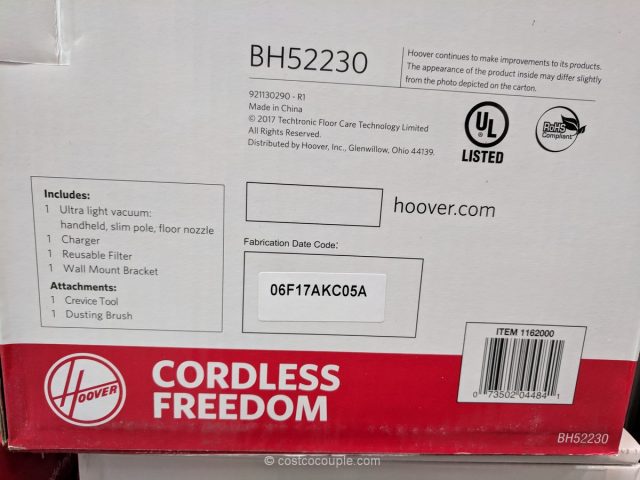 BH52230
Hoover continues to make improvements to its products.
The appearance of the product inside may differ slightly
from the photo depicted on the carton.
921130290 - R1
Made in China
© 2017 Techtronic Floor Care Technology Limited
All Rights Reserved.
Distributed by Hoover, Inc., Glenwillow, Ohio 44139.
UL
LISTED
RoHS
Compliant
Includes:
1 Ultra light vacuum:
handheld, slim pole, floor nozzle
1 Charger
1 Reusable Filter
1 Wall Mount Bracket
Attachments:
1 Crevice Tool
1 Dusting Brush
hoover.com
Fabrication Date Code:
06F17AKC05A
ITEM 1162000
0 73502 04484 1
HOOVER
CORDLESS
FREEDOM
BH52230
© costcocouple.com